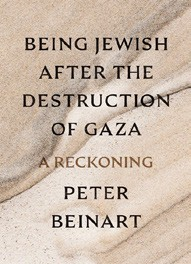 BEING JEWISH
AFTER THE
DESTRUCTION
OF GAZA
A RECKONING
PETER
BEINART